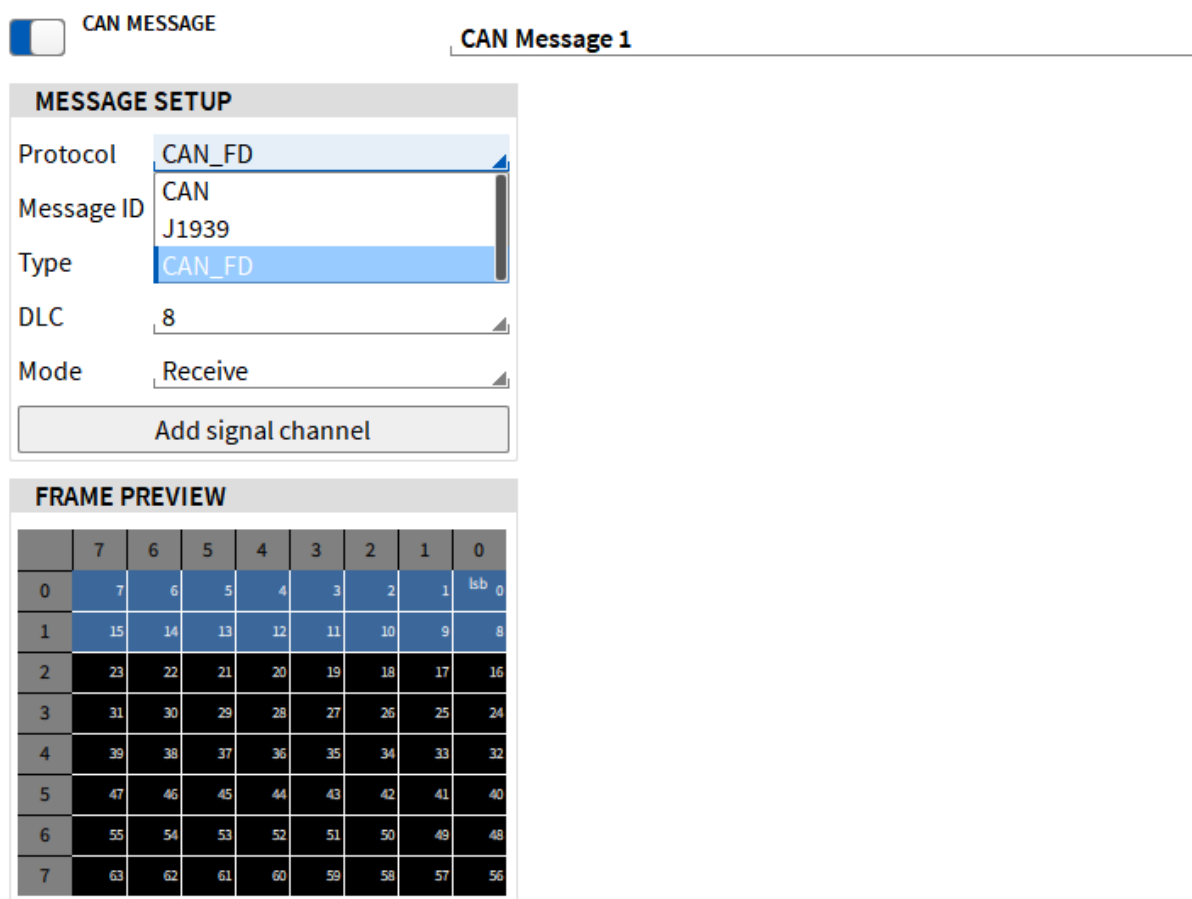 CAN MESSAGE
CAN Message 1
MESSAGE SETUP
Protocol CAN_FD
CAN
Message ID
J1939
Type CAN_FD
DLC 8
Mode Receive
Add signal channel
FRAME PREVIEW
7 6 5 4 3 2 1 0
0 7 6 5 4 3 2 1 lsb 0
1 15 14 13 12 11 10 9 8
2 23 22 21 20 19 18 17 16
3 31 30 29 28 27 26 25 24
4 39 38 37 36 35 34 33 32
5 47 46 45 44 43 42 41 40
6 55 54 53 52 51 50 49 48
7 63 62 61 60 59 58 57 56